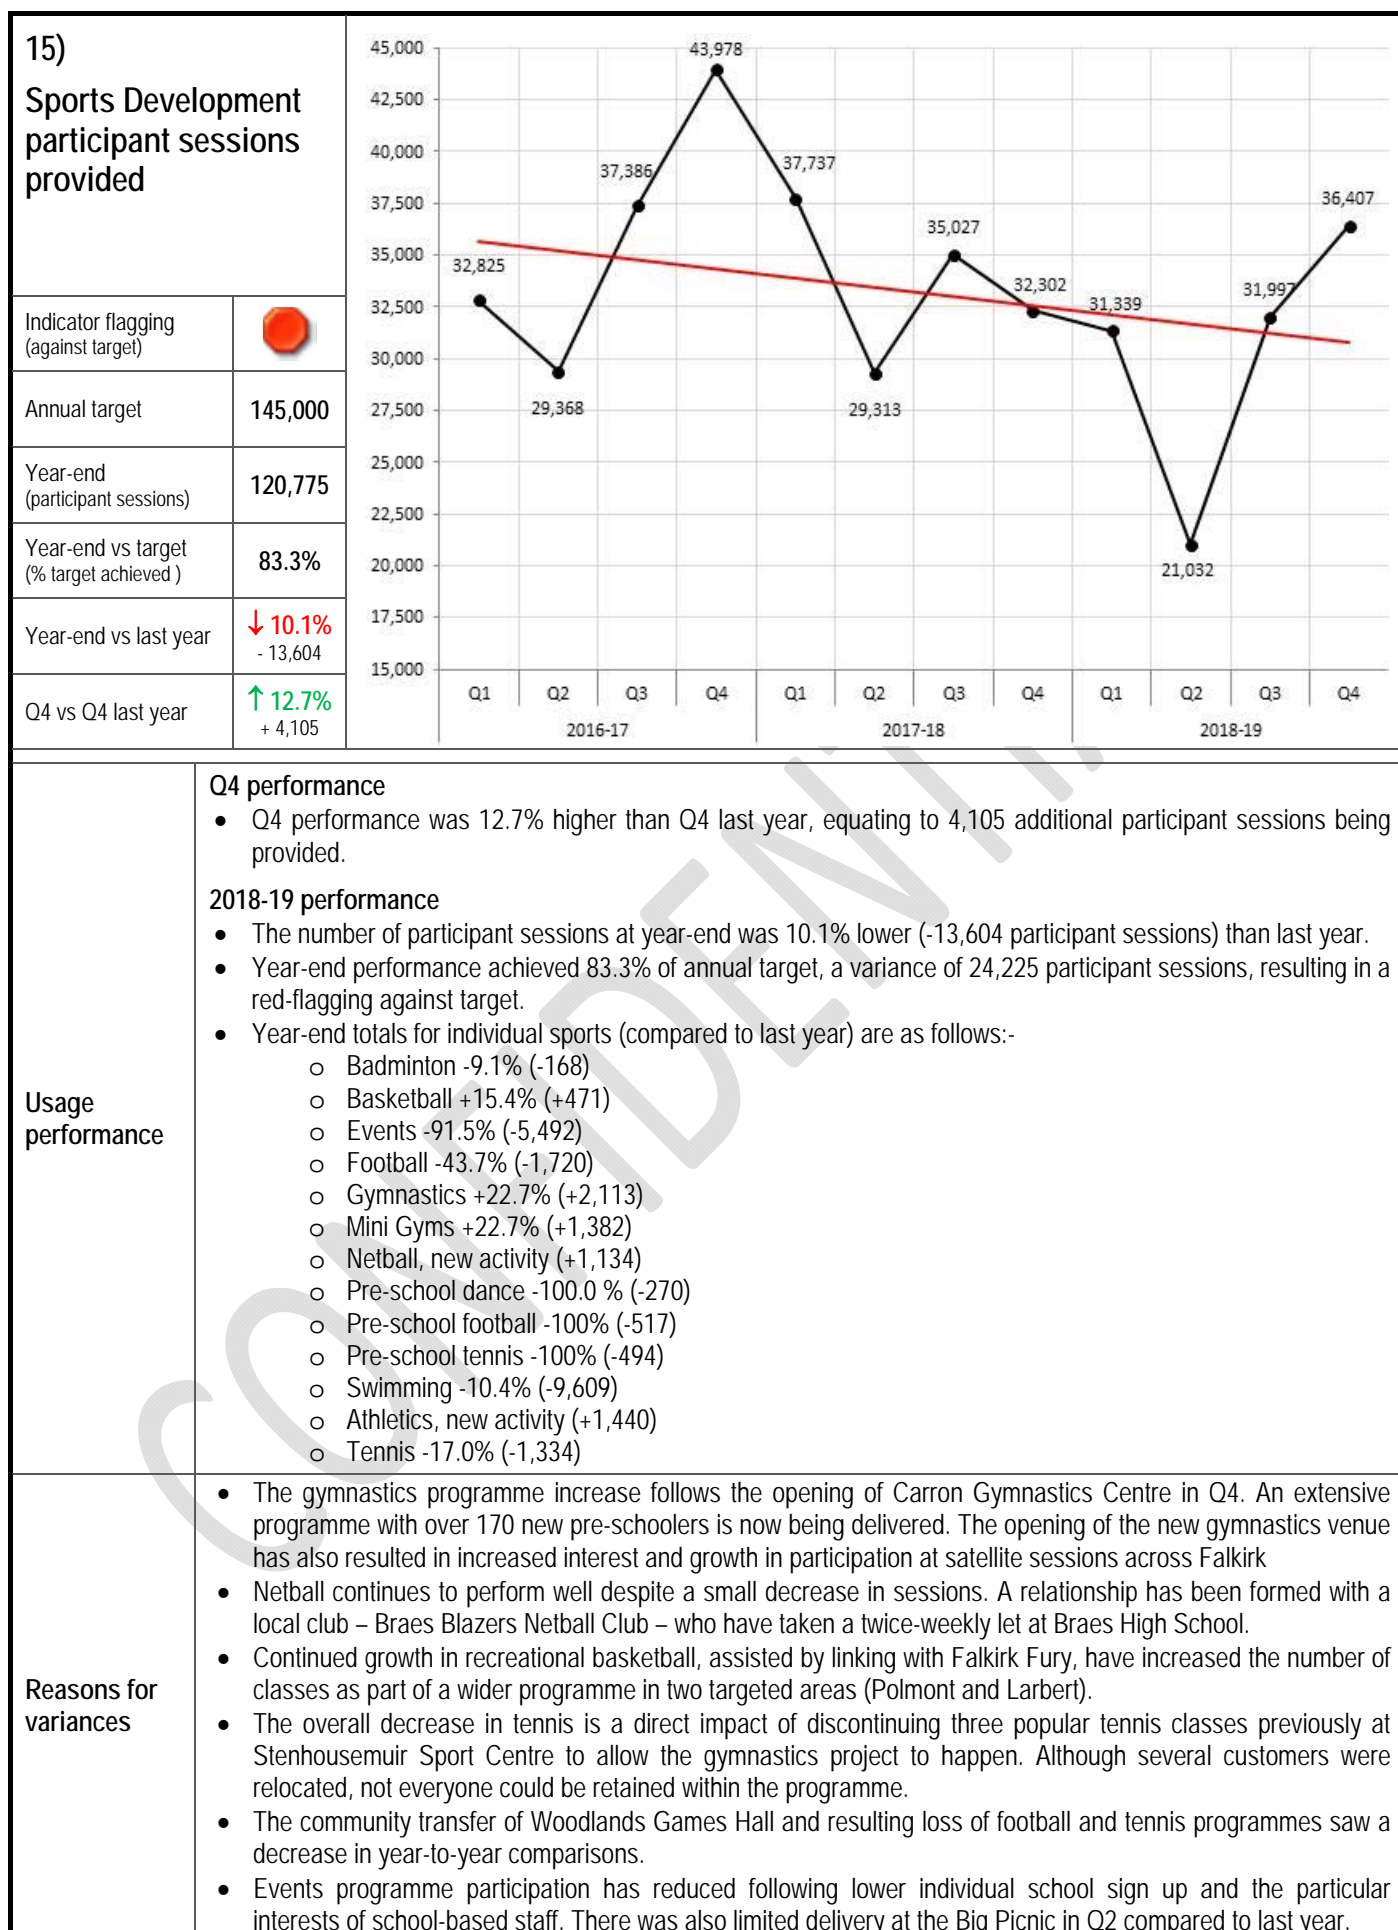 15)
Sports Development
participant sessions
provided
Indicator flagging
(against target)
Annual target
145,000
Year-end
(participant sessions)
120,775
Year-end vs target
(% target achieved )
83.3%
Year-end vs last year
↓ 10.1%
- 13,604
Q4 vs Q4 last year
↑ 12.7%
+ 4,105
45,000
42,500
40,000
37,500
35,000
32,500
30,000
27,500
25,000
22,500
20,000
17,500
15,000
32,825
29,368
37,386
43,978
37,737
29,313
35,027
32,302
31,339
21,032
31,997
36,407
Q1 Q2 Q3 Q4 Q1 Q2 Q3 Q4 Q1 Q2 Q3 Q4
2016-17 2017-18 2018-19
CONFIDENTI
Usage
performance
Q4 performance
• Q4 performance was 12.7% higher than Q4 last year, equating to 4,105 additional participant sessions being
provided.
2018-19 performance
• The number of participant sessions at year-end was 10.1% lower (-13,604 participant sessions) than last year.
• Year-end performance achieved 83.3% of annual target, a variance of 24,225 participant sessions, resulting in a
red-flagging against target.
• Year-end totals for individual sports (compared to last year) are as follows:-
o Badminton -9.1% (-168)
o Basketball +15.4% (+471)
o Events -91.5% (-5,492)
o Football -43.7% (-1,720)
o Gymnastics +22.7% (+2,113)
o Mini Gyms +22.7% (+1,382)
o Netball, new activity (+1,134)
o Pre-school dance -100.0 % (-270)
o Pre-school football -100% (-517)
o Pre-school tennis -100% (-494)
o Swimming -10.4% (-9,609)
o Athletics, new activity (+1,440)
o Tennis -17.0% (-1,334)
Reasons for
variances
• The gymnastics programme increase follows the opening of Carron Gymnastics Centre in Q4. An extensive
programme with over 170 new pre-schoolers is now being delivered. The opening of the new gymnastics venue
has also resulted in increased interest and growth in participation at satellite sessions across Falkirk
• Netball continues to perform well despite a small decrease in sessions. A relationship has been formed with a
local club – Braes Blazers Netball Club – who have taken a twice-weekly let at Braes High School.
• Continued growth in recreational basketball, assisted by linking with Falkirk Fury, have increased the number of
classes as part of a wider programme in two targeted areas (Polmont and Larbert).
• The overall decrease in tennis is a direct impact of discontinuing three popular tennis classes previously at
Stenhousemuir Sport Centre to allow the gymnastics project to happen. Although several customers were
relocated, not everyone could be retained within the programme.
• The community transfer of Woodlands Games Hall and resulting loss of football and tennis programmes saw a
decrease in year-to-year comparisons.
• Events programme participation has reduced following lower individual school sign up and the particular
interests of school-based staff. There was also limited delivery at the Big Picnic in Q2 compared to last year.